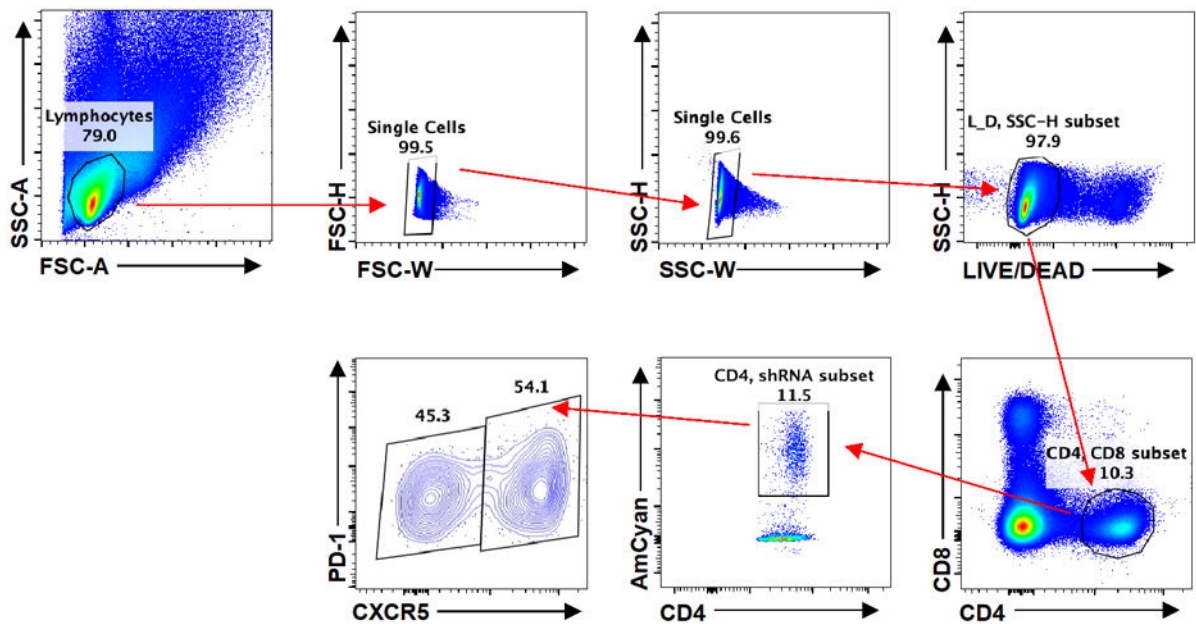 SSC-A
Lymphocytes
79.0
FSC-A
FSC-H
Single Cells
99.5
FSC-W
SSC-H
Single Cells
99.6
SSC-W
SSC-H
L_D, SSC-H subset
97.9
LIVE/DEAD
PD-1
45.3
54.1
CXCR5
AmCyan
CD4, shRNA subset
11.5
CD4
CD8
CD4, CD8 subset
10.3
CD4